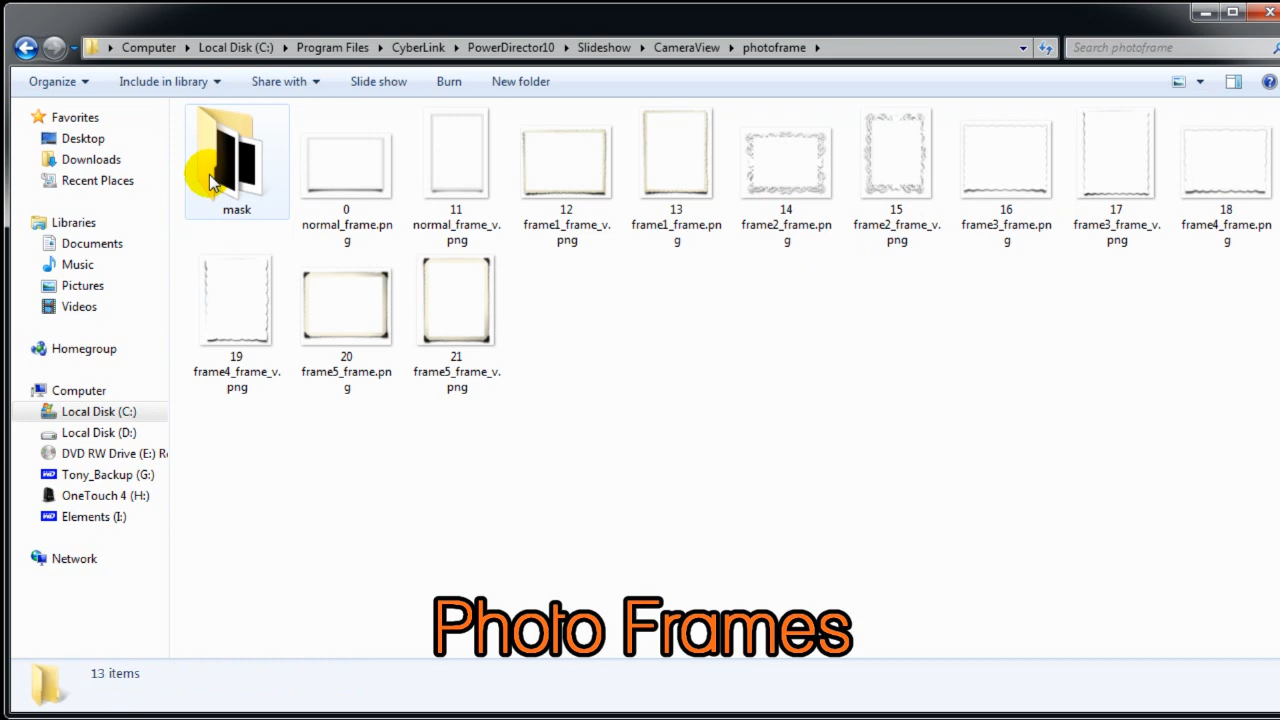 Computer Local Disk (C:) Program Files CyberLink PowerDirector10 Slideshow CameraView photoframe Search photoframe
Organize Include in library Share with Slide show Burn New folder
Favorites
Desktop
Downloads
Recent Places
Libraries
Documents
Music
Pictures
Videos
Homegroup
Computer
Local Disk (C:)
Local Disk (D:)
DVD RW Drive (E:) R
Tony_Backup (G:)
OneTouch 4 (H:)
Elements (I:)
Network
mask
0
normal_frame.pn
g
11
normal_frame_v.
png
12
frame1_frame_v.
png
13
frame1_frame.pn
g
14
frame2_frame.pn
g
15
frame2_frame_v.
png
16
frame3_frame.pn
g
17
frame3_frame_v.
png
18
frame4_frame.pn
g
19
frame4_frame_v.
png
20
frame5_frame.pn
g
21
frame5_frame_v.
png
Photo Frames
13 items